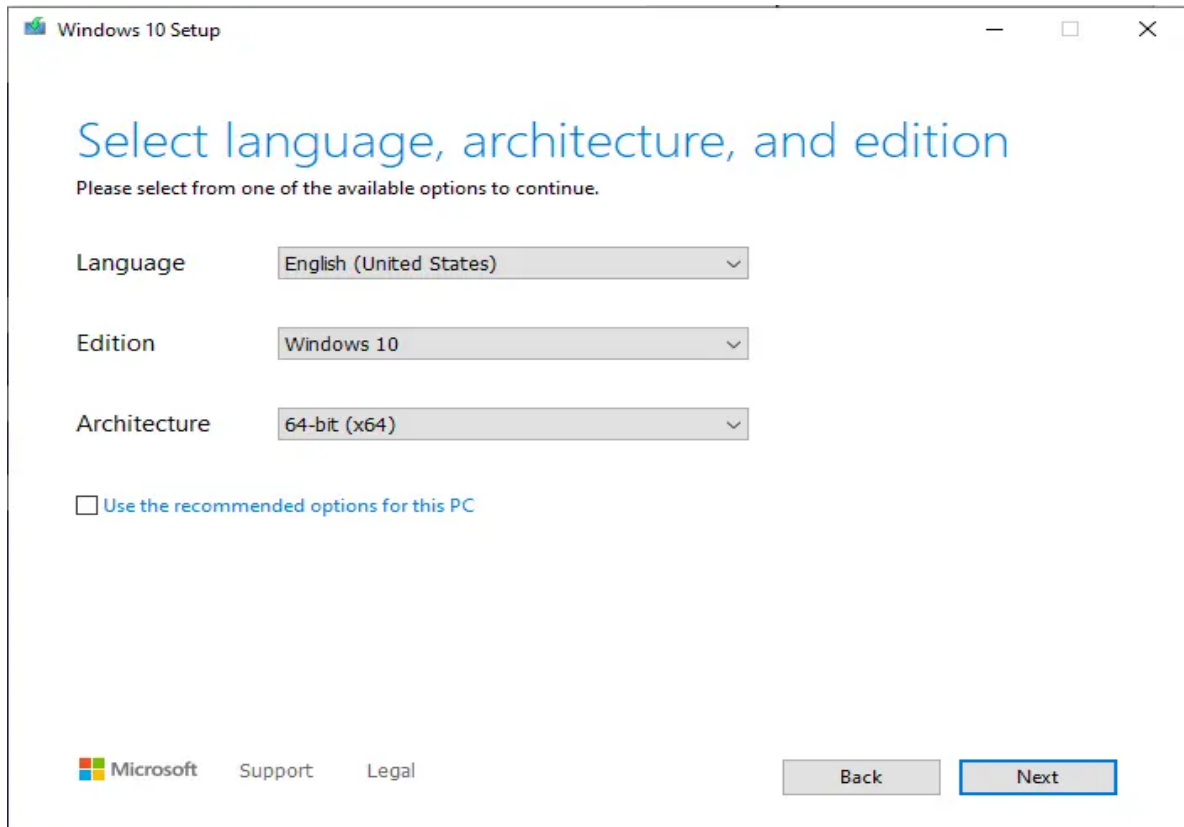 Windows 10 Setup
Select language, architecture, and edition
Please select from one of the available options to continue.
Language English (United States)
Edition Windows 10
Architecture 64-bit (x64)
Use the recommended options for this PC
Microsoft Support Legal Back Next